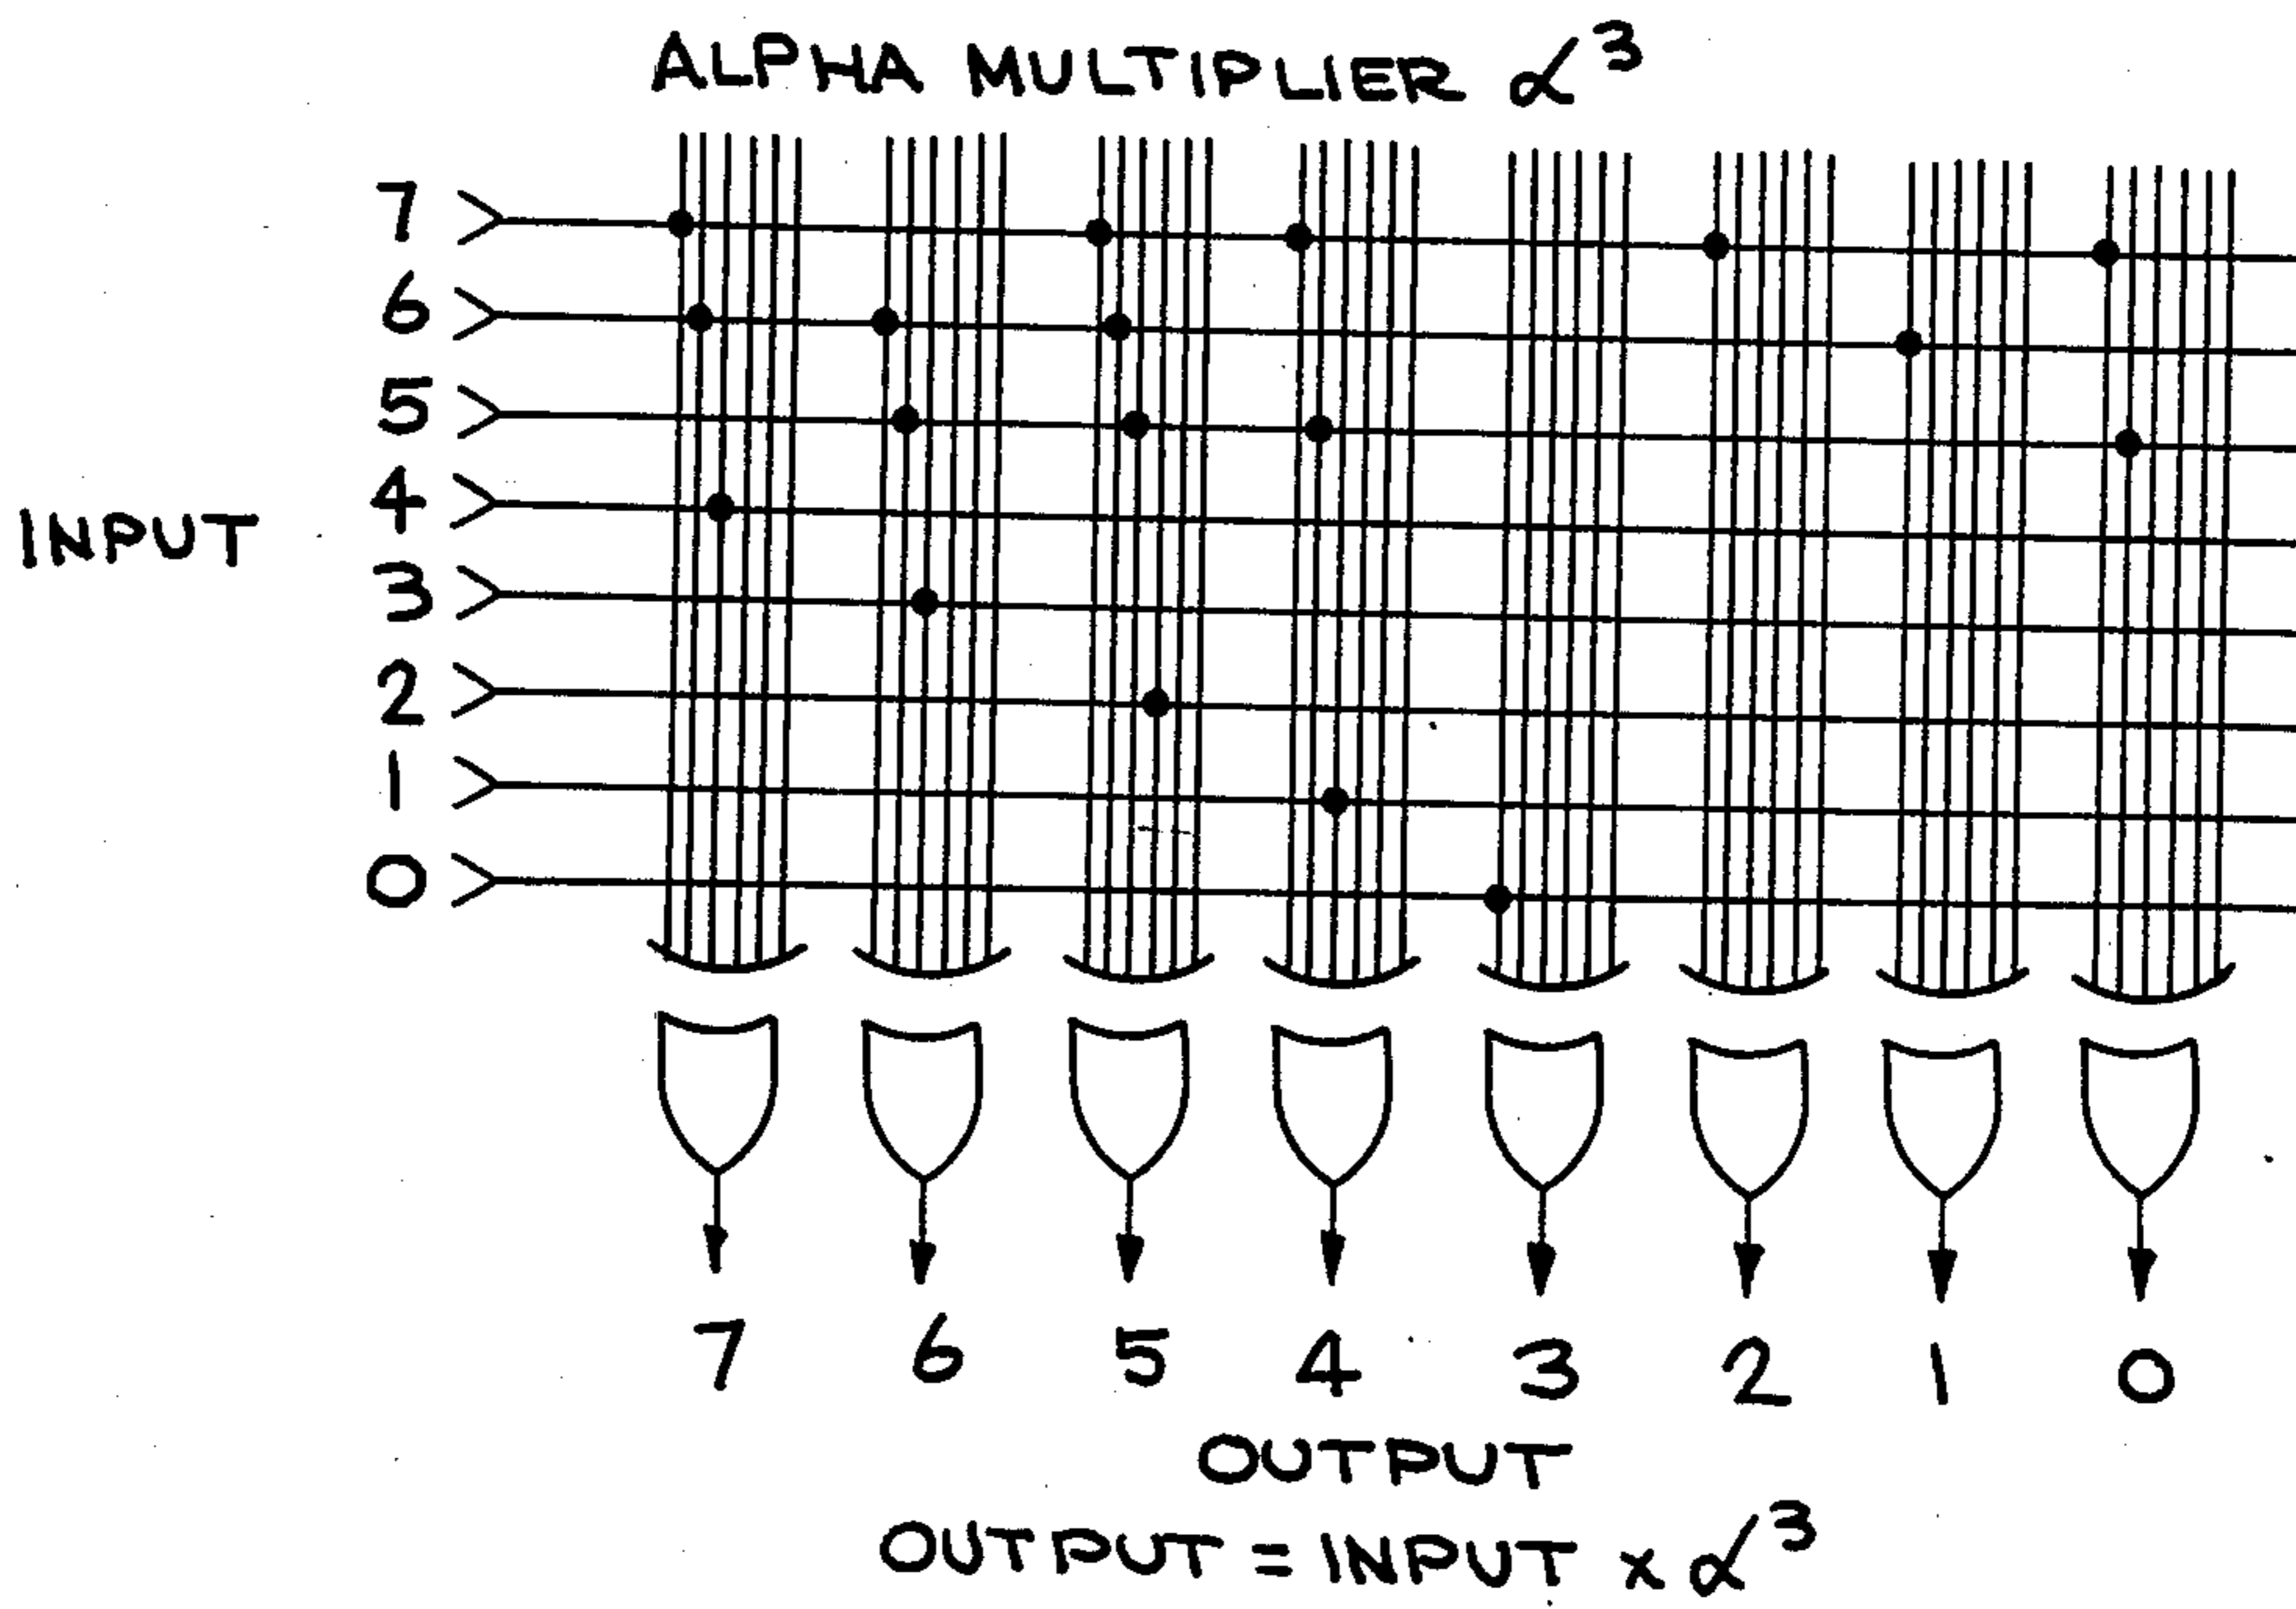 ALPHA MULTIPLIER α³
7
6
5
4
INPUT
3
2
1
0
7 6 5 4 3 2 1 0
OUTPUT
OUTPUT = INPUT × α³